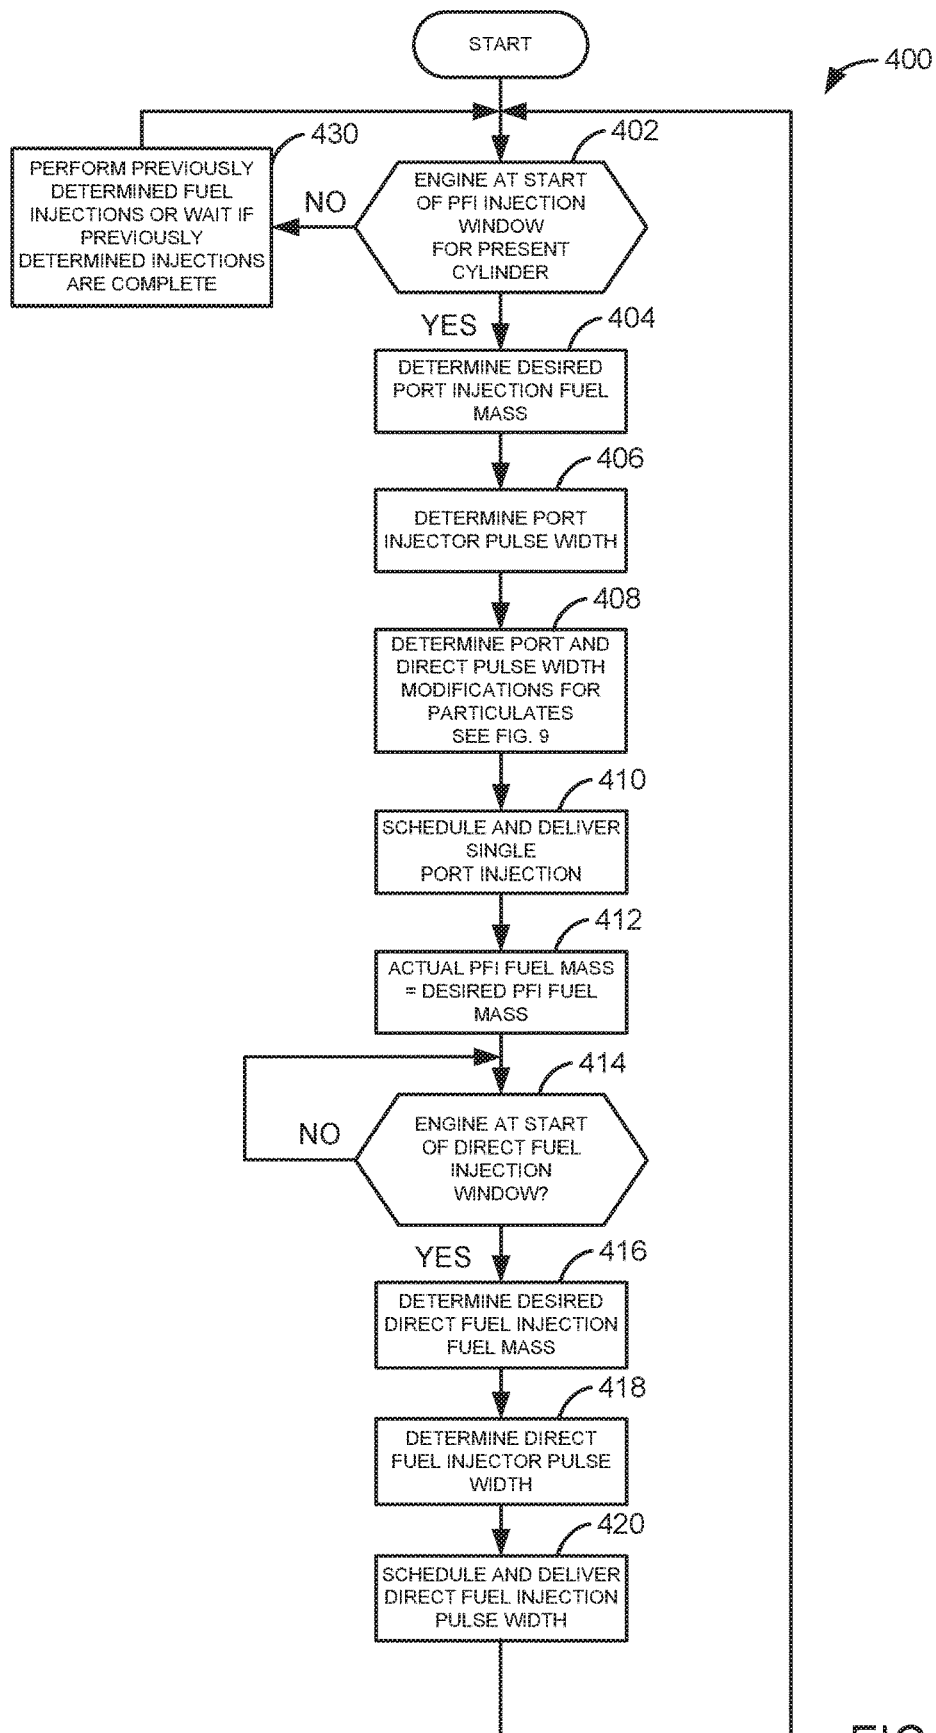 START
400
430
402
PERFORM PREVIOUSLY
DETERMINED FUEL
INJECTIONS OR WAIT IF
PREVIOUSLY
DETERMINED INJECTIONS
ARE COMPLETE
NO
ENGINE AT START
OF PFI INJECTION
WINDOW
FOR PRESENT
CYLINDER
YES
404
DETERMINE DESIRED
PORT INJECTION FUEL
MASS
406
DETERMINE PORT
INJECTOR PULSE WIDTH
408
DETERMINE PORT AND
DIRECT PULSE WIDTH
MODIFICATIONS FOR
PARTICULATES
SEE FIG. 9
410
SCHEDULE AND DELIVER
SINGLE
PORT INJECTION
412
ACTUAL PFI FUEL MASS
= DESIRED PFI FUEL
MASS
414
NO
ENGINE AT START
OF DIRECT FUEL
INJECTION
WINDOW?
YES
416
DETERMINE DESIRED
DIRECT FUEL INJECTION
FUEL MASS
418
DETERMINE DIRECT
FUEL INJECTOR PULSE
WIDTH
420
SCHEDULE AND DELIVER
DIRECT FUEL INJECTION
PULSE WIDTH